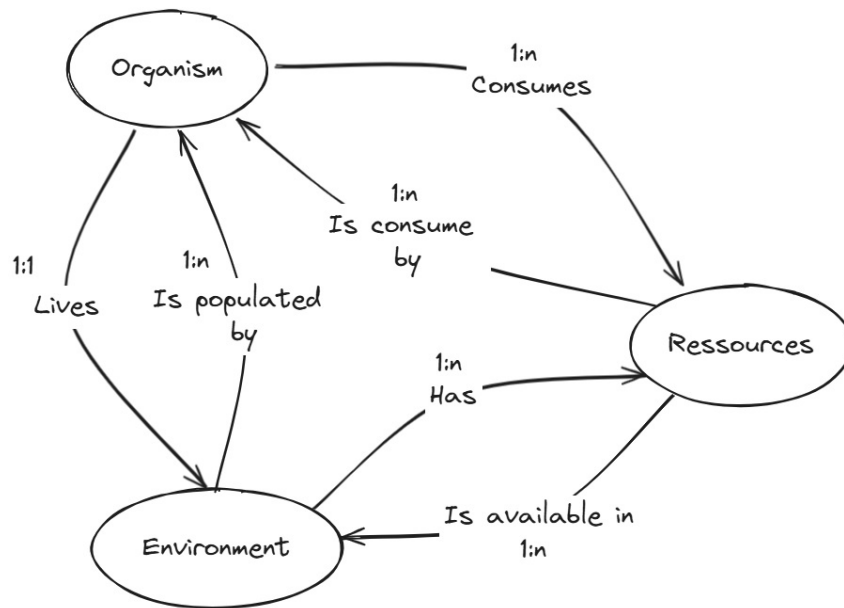 Organism
1:n
Consumes
1:n
Is consume
by
1:1
Lives
1:n
Is populated
by
Ressources
1:n
Has
Is available in
1:n
Environment